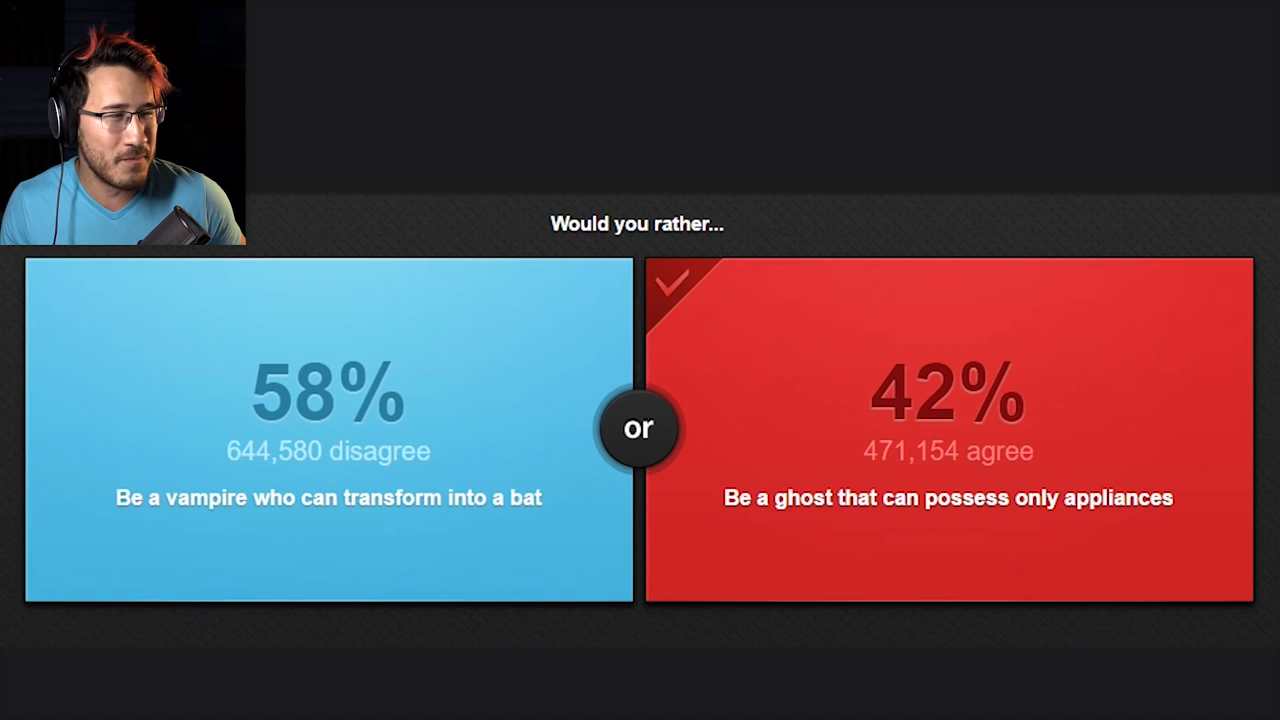 Would you rather...
58%
644,580 disagree
Be a vampire who can transform into a bat
or
42%
471,154 agree
Be a ghost that can possess only appliances